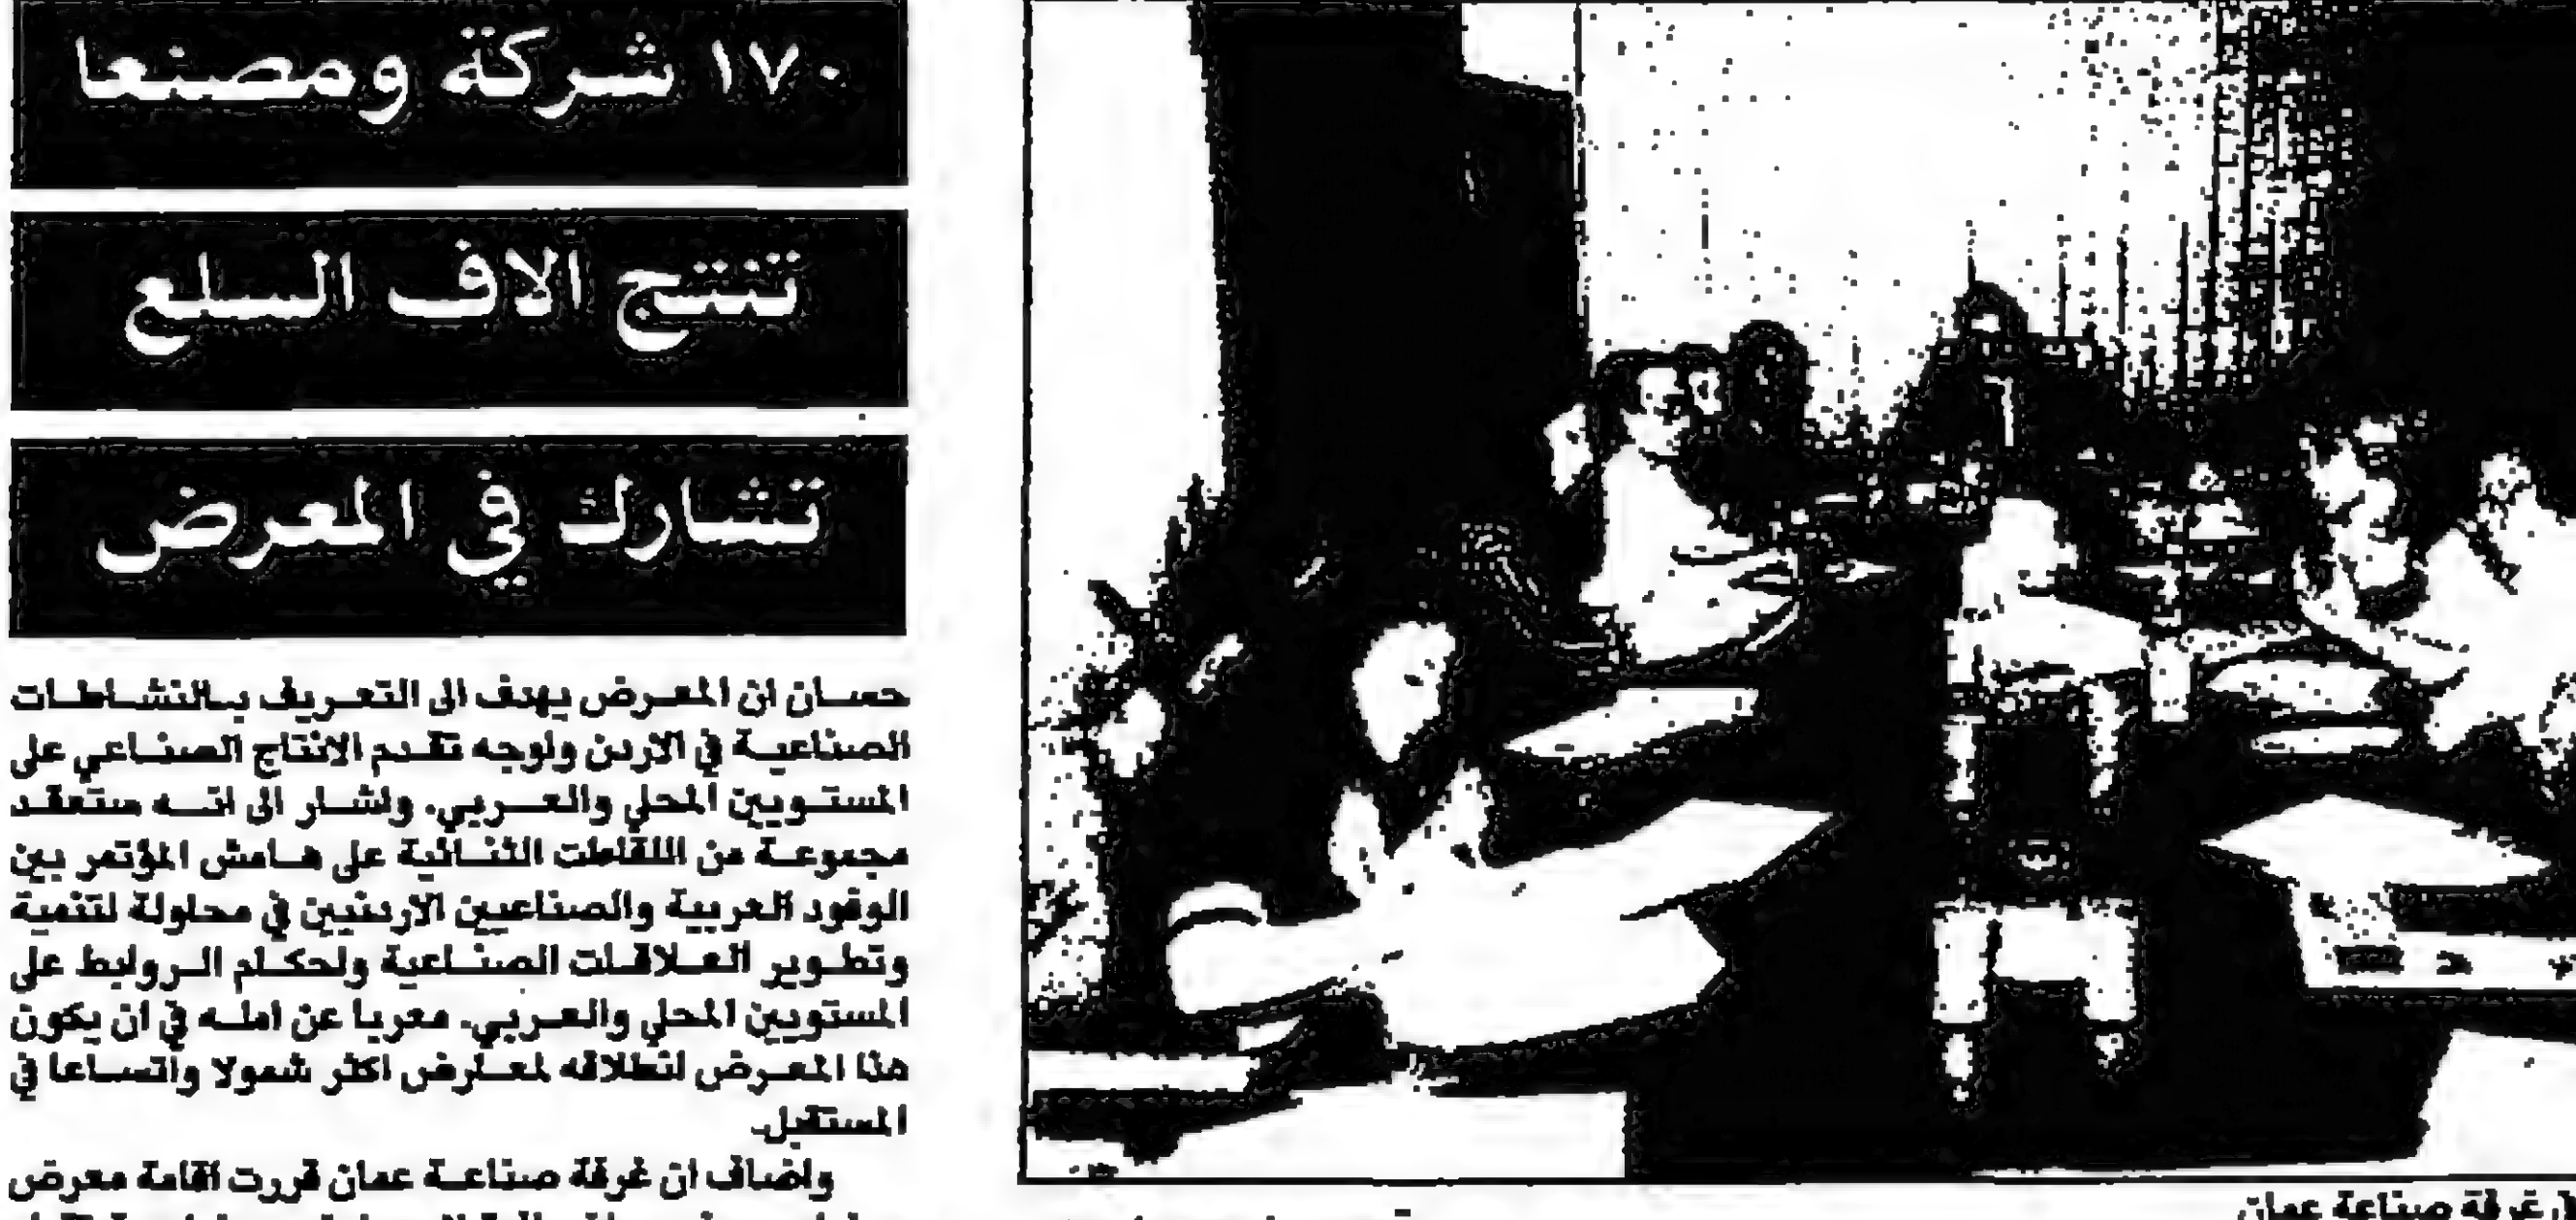 ١٧٠ شركة ومصنعا
تنتج آلاف السلع
تشارك في المعرض
حسان ان المعرض يهدف الى التعريف بالنشاطات
الصناعية في الاردن واوجه تقدم الانتاج الصناعي على
المستويين المحلي والعربي. واشار الى انه ستعقد
مجموعة من اللقاءات الثنائية على هامش المؤتمر بين
الوفود العربية والصناعيين الاردنيين في محاولة لتنمية
وتطوير العلاقات الصناعية واحكام الروابط على
المستويين المحلي والعربي. معربا عن امله في ان يكون
هذا المعرض انطلاقه لمعارض اكثر شمولا واتساعا في
المستقبل.
واضاف ان غرفة صناعة عمان قررت اقامة معرض
غرفة صناعة عمان